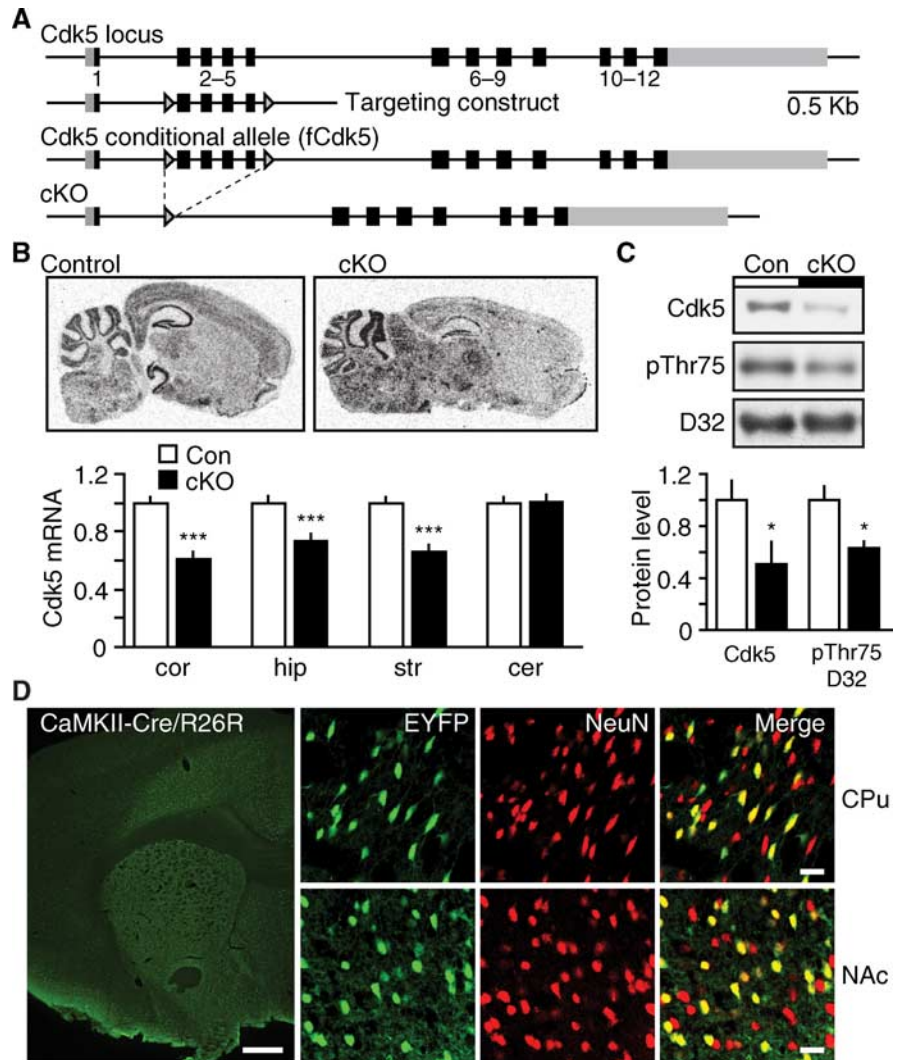 A
Cdk5 locus
1
2–5
6–9
10–12
Targeting construct
0.5 Kb
Cdk5 conditional allele (fCdk5)
cKO
B
Control
cKO
Con
cKO
Cdk5 mRNA
1.2
0.8
0.4
0
***
***
***
cor
hip
str
cer
C
Con
cKO
Cdk5
pThr75
D32
Protein level
1.2
0.8
0.4
0
*
*
Cdk5
pThr75
D32
D
CaMKII-Cre/R26R
EYFP
NeuN
Merge
CPu
NAc